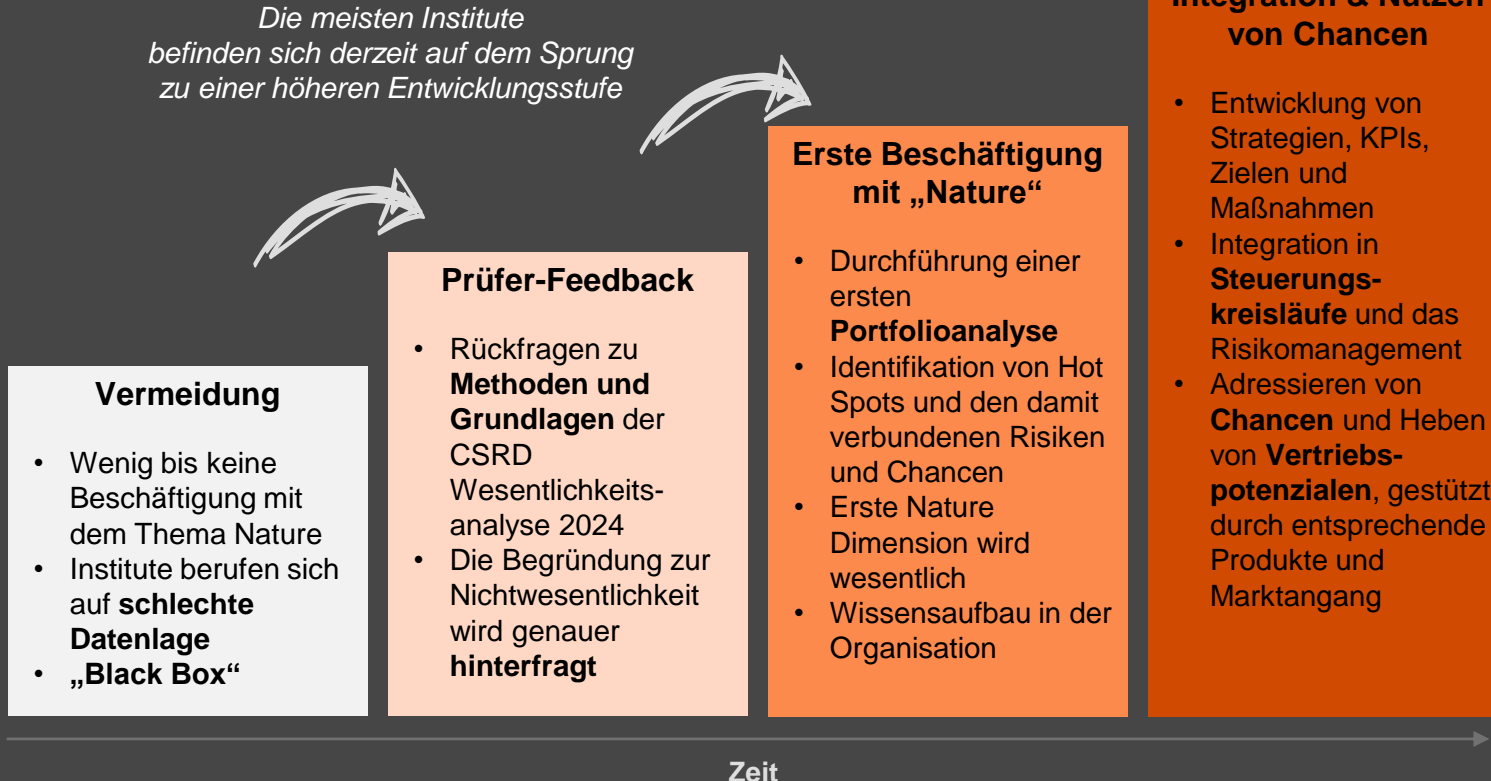 Die meisten Institute
befinden sich derzeit auf dem Sprung
zu einer höheren Entwicklungsstufe
Vermeidung
• Wenig bis keine
Beschäftigung mit
dem Thema Nature
• Institute berufen sich
auf schlechte
Datenlage
• „Black Box“
Prüfer-Feedback
• Rückfragen zu
Methoden und
Grundlagen der
CSRD
Wesentlichkeits-
analyse 2024
• Die Begründung zur
Nichtwesentlichkeit
wird genauer
hinterfragt
Erste Beschäftigung
mit „Nature“
• Durchführung einer
ersten
Portfolioanalyse
• Identifikation von Hot
Spots und den damit
verbundenen Risiken
und Chancen
• Erste Nature
Dimension wird
wesentlich
• Wissensaufbau in der
Organisation
Integration & Nutzen
von Chancen
• Entwicklung von
Strategien, KPIs,
Zielen und
Maßnahmen
• Integration in
Steuerungs-
kreisläufe und das
Risikomanagement
• Adressieren von
Chancen und Heben
von Vertriebs-
potenzialen, gestützt
durch entsprechende
Produkte und
Marktangang
Zeit